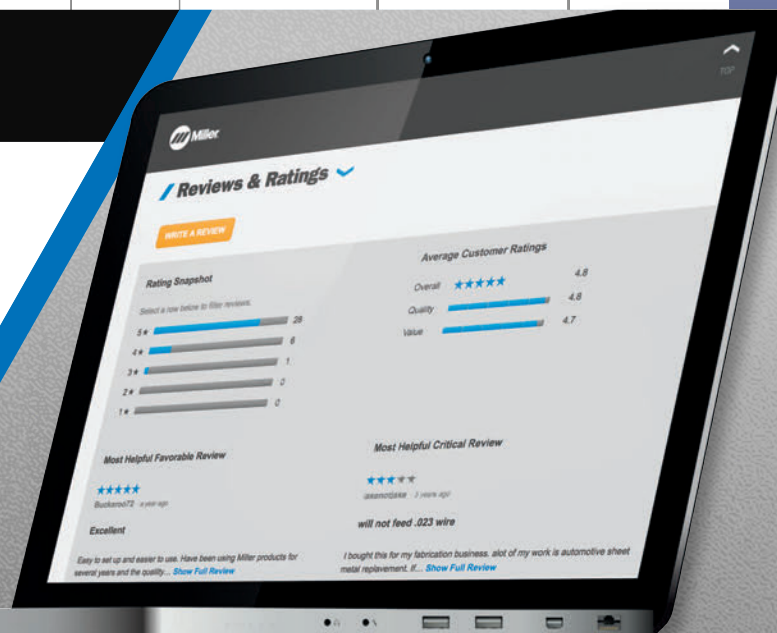 TOP
Miller
Reviews & Ratings
WRITE A REVIEW
Rating Snapshot
Select a row below to filter reviews.
5★ 28
4★ 6
3★ 1
2★ 0
1★ 0
Average Customer Ratings
Overall ★★★★★ 4.8
Quality 4.8
Value 4.7
Most Helpful Favorable Review
★★★★★
Buckeroo72 a year ago
Excellent
Easy to set up and easier to use. Have been using Miller products for
several years and the quality... Show Full Review
Most Helpful Critical Review
★★★★★
3 years ago
will not feed .023 wire
I bought this for my fabrication business. alot of my work is automotive sheet
metal replavement. If... Show Full Review